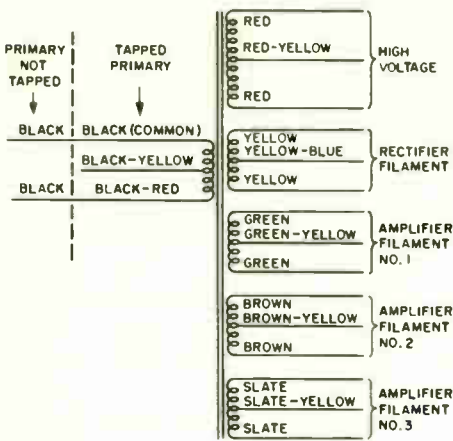 PRIMARY
NOT
TAPPED
TAPPED
PRIMARY
BLACK
BLACK (COMMON)
BLACK-YELLOW
BLACK
BLACK-RED
RED
RED-YELLOW
RED
HIGH
VOLTAGE
YELLOW
YELLOW-BLUE
YELLOW
RECTIFIER
FILAMENT
GREEN
GREEN-YELLOW
GREEN
AMPLIFIER
FILAMENT
NO. 1
BROWN
BROWN-YELLOW
BROWN
AMPLIFIER
FILAMENT
NO. 2
SLATE
SLATE-YELLOW
SLATE
AMPLIFIER
FILAMENT
NO. 3